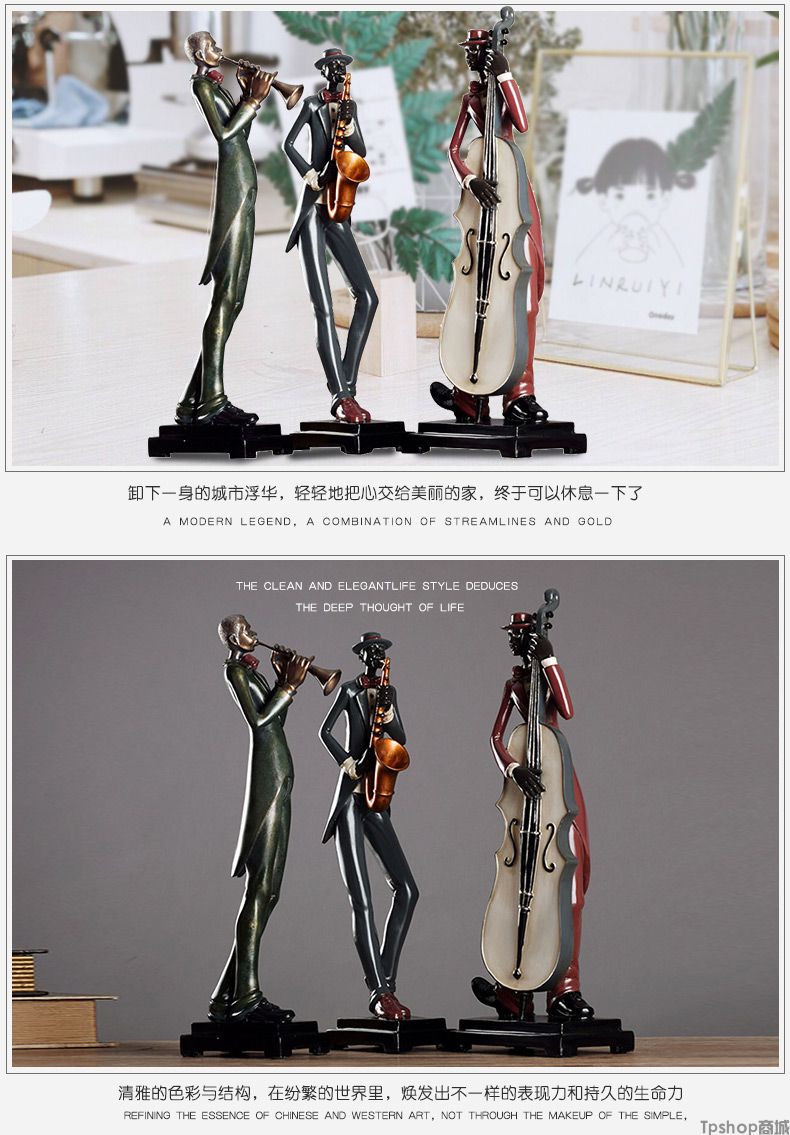 LINRUIYI
Oneday
卸下一身的城市浮华，轻轻地把心交给美丽的家，终于可以休息一下了
A MODERN LEGEND, A COMBINATION OF STREAMLINES AND GOLD
THE CLEAN AND ELEGANTLIFE STYLE DEDUCES
THE DEEP THOUGHT OF LIFE
清雅的色彩与结构，在纷繁的世界里，焕发出不一样的表现力和持久的生命力
REFINING THE ESSENCE OF CHINESE AND WESTERN ART, NOT THROUGH THE MAKEUP OF THE SIMPLE,
Tpshop商城